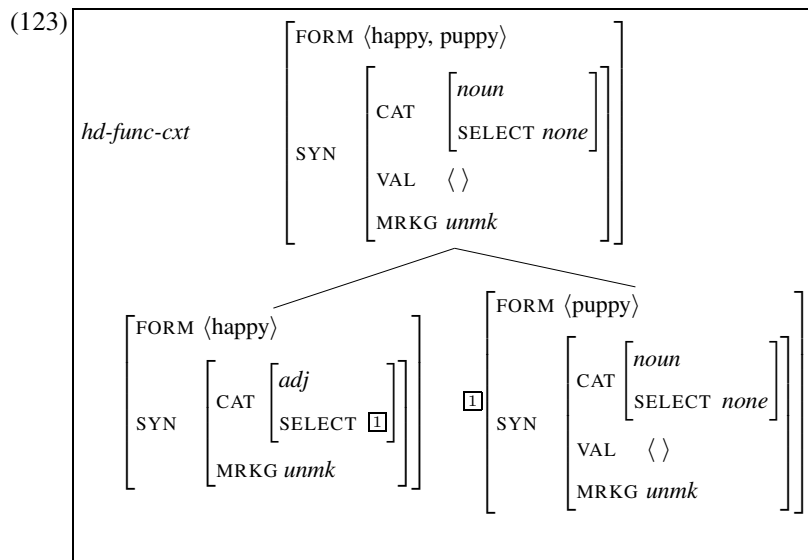 (123)
FORM ⟨happy, puppy⟩
noun
CAT
SELECT none
hd-func-cxt
SYN
VAL ⟨ ⟩
MRKG unmk
FORM ⟨happy⟩
adj
CAT
SELECT 1
SYN
MRKG unmk
1
FORM ⟨puppy⟩
noun
CAT
SELECT none
SYN
VAL ⟨ ⟩
MRKG unmk